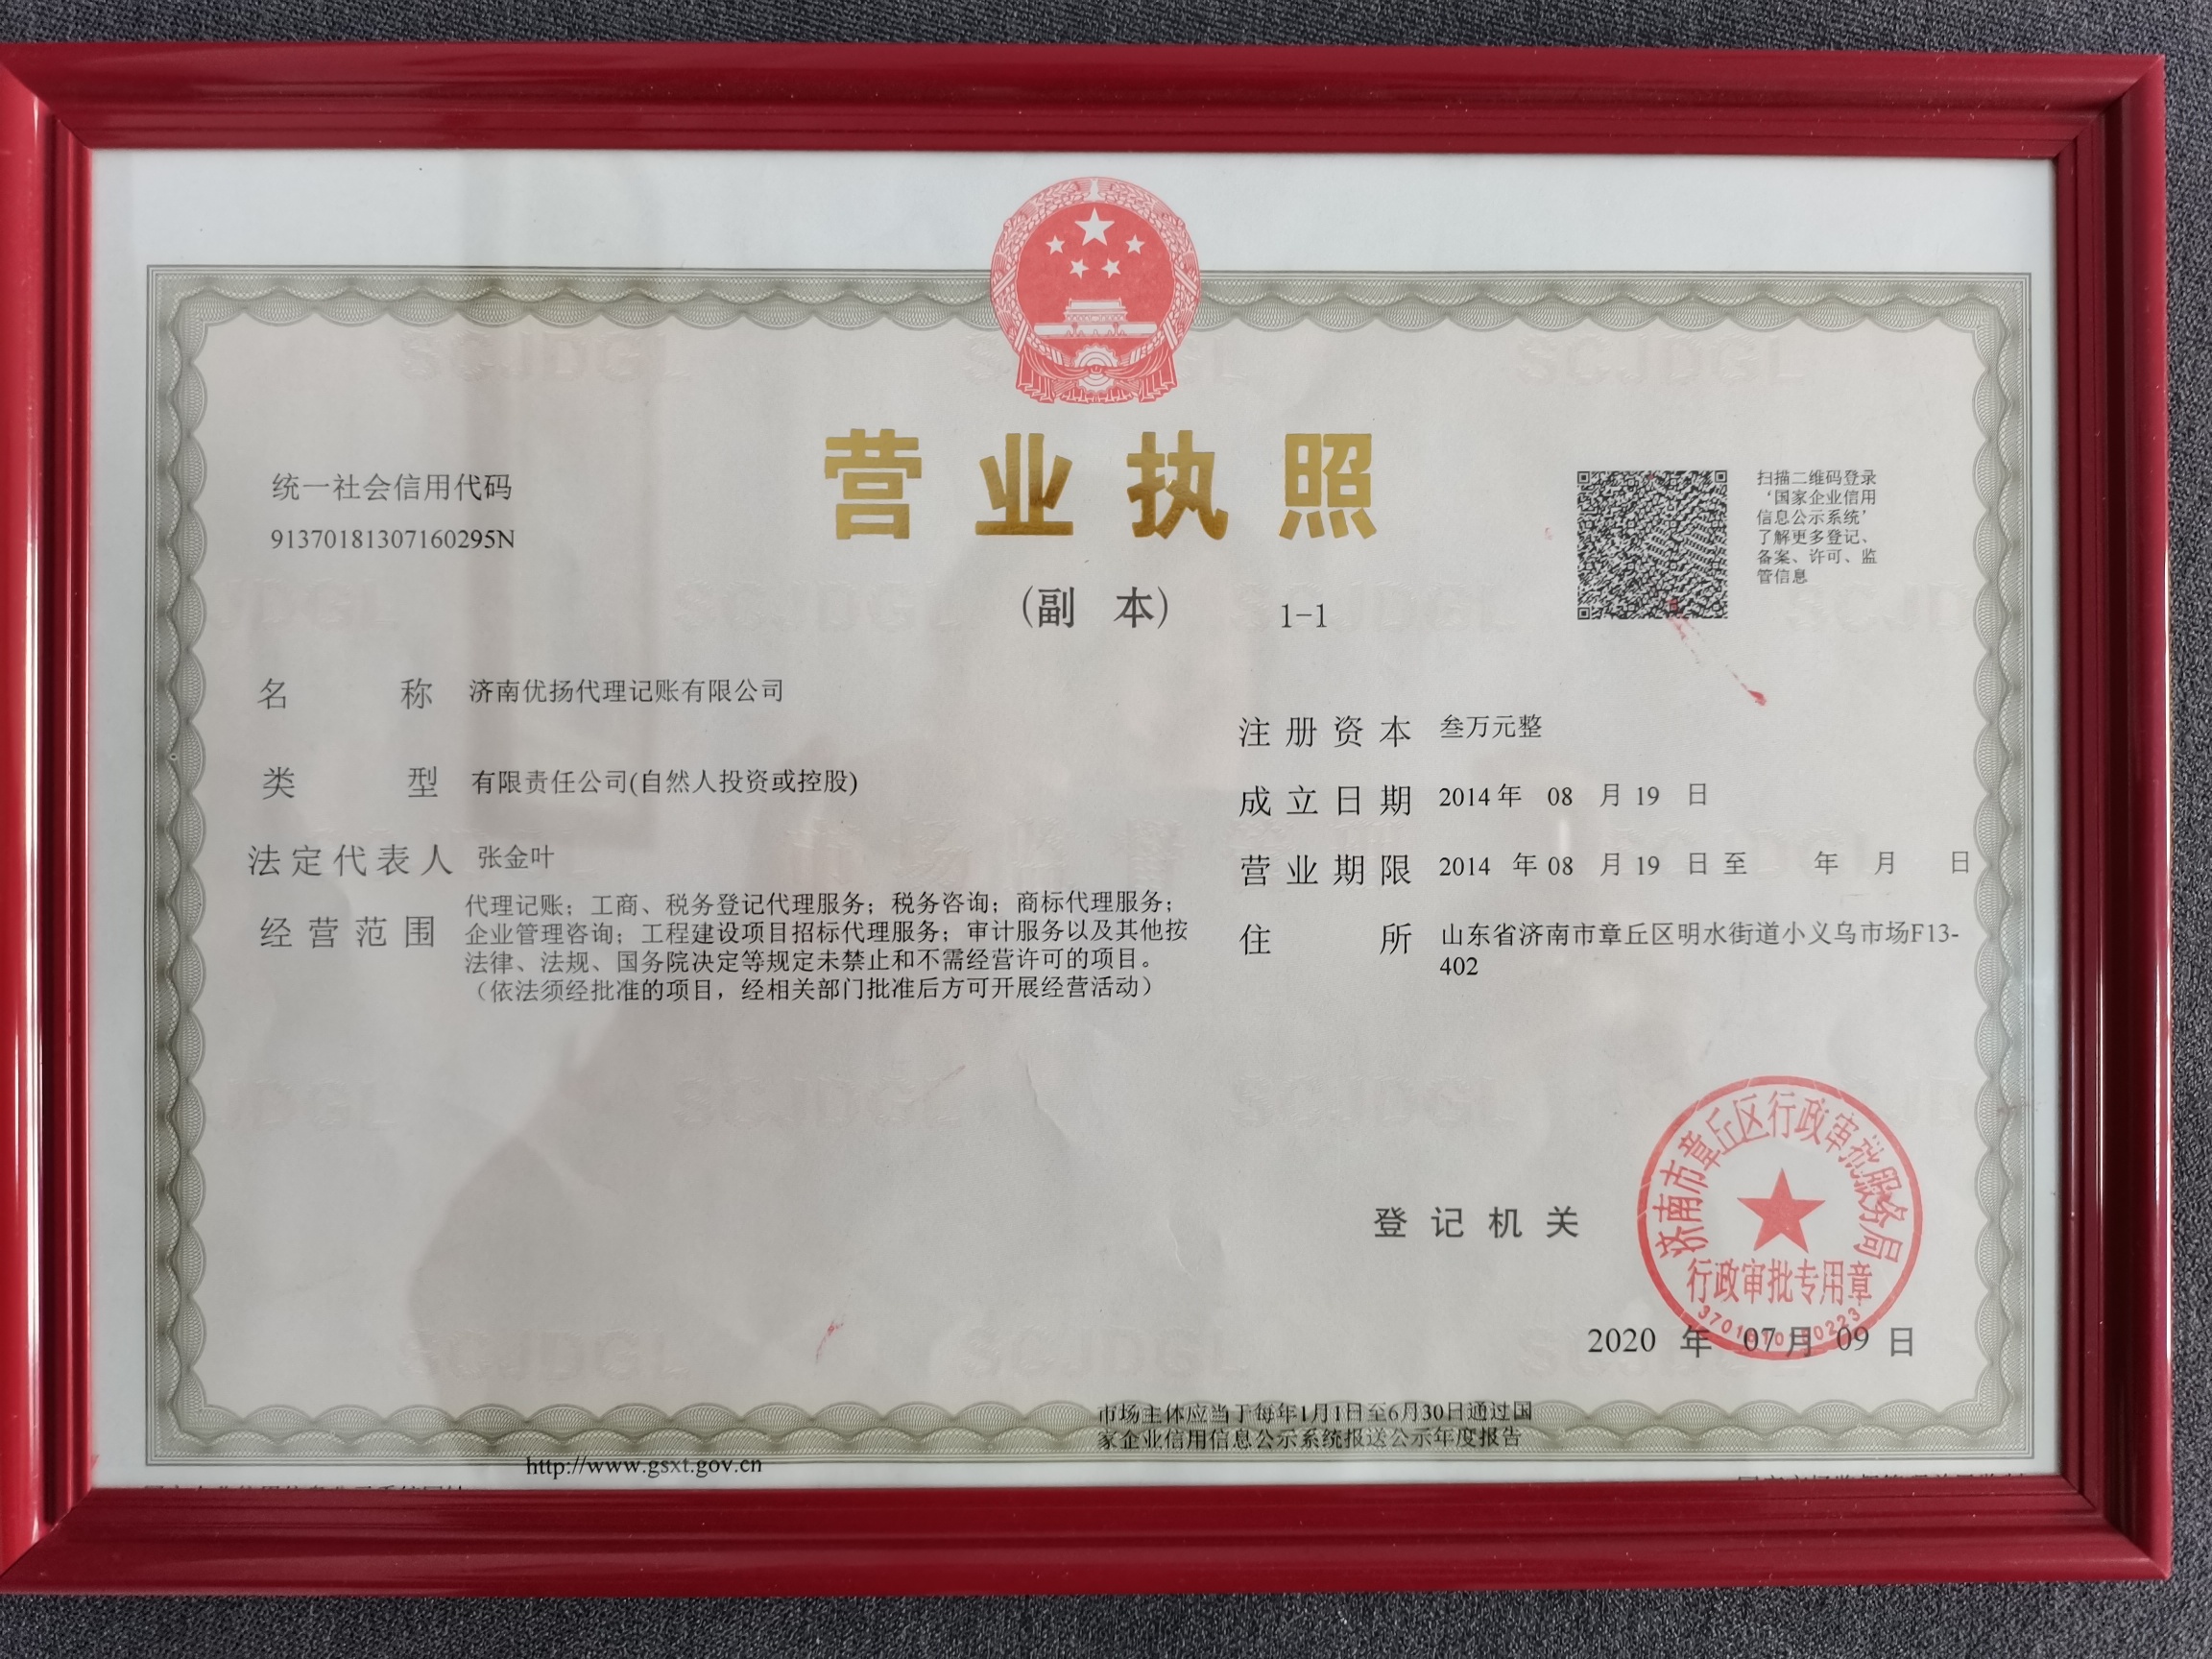 营业执照
(副 本) 1-1
统一社会信用代码
91370181307160295N
扫描二维码登录
‘国家企业信用
信息公示系统’
了解更多登记、
备案、许可、监
管信息
名 称 济南优扬代理记账有限公司
类 型 有限责任公司(自然人投资或控股)
法定代表人 张金叶
经营范围 代理记账；工商、税务登记代理服务；税务咨询；商标代理服务；
企业管理咨询；工程建设项目招标代理服务；审计服务以及其他按
法律、法规、国务院决定等规定未禁止和不需经营许可的项目。
（依法须经批准的项目，经相关部门批准后方可开展经营活动）
注册资本 叁万元整
成立日期 2014年 08 月 19 日
营业期限 2014 年 08 月 19 日 至 年 月 日
住 所 山东省济南市章丘区明水街道小义乌市场F13-
402
登记机关
济南市章丘区行政审批服务局
行政审批专用章
2020 年 07月 09 日
市场主体应当于每年1月1日至6月30日通过国
家企业信用信息公示系统报送公示年度报告
http://www.gsxt.gov.cn
SCJDGL